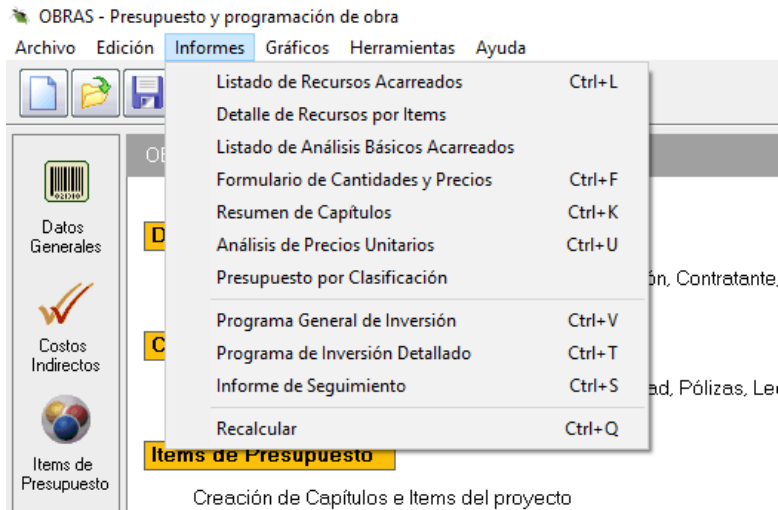 OBRAS - Presupuesto y programación de obra
Archivo Edición Informes Gráficos Herramientas Ayuda
Listado de Recursos Acarreados Ctrl+L
Detalle de Recursos por Items
Listado de Análisis Básicos Acarreados
Formulario de Cantidades y Precios Ctrl+F
Resumen de Capítulos Ctrl+K
Análisis de Precios Unitarios Ctrl+U
Presupuesto por Clasificación
Programa General de Inversión Ctrl+V
Programa de Inversión Detallado Ctrl+T
Informe de Seguimiento Ctrl+S
Recalcular Ctrl+Q
Datos
Generales
Costos
Indirectos
Items de
Presupuesto
Contratante,
Pólizas,
Items de Presupuesto
Creación de Capítulos e Items del proyecto